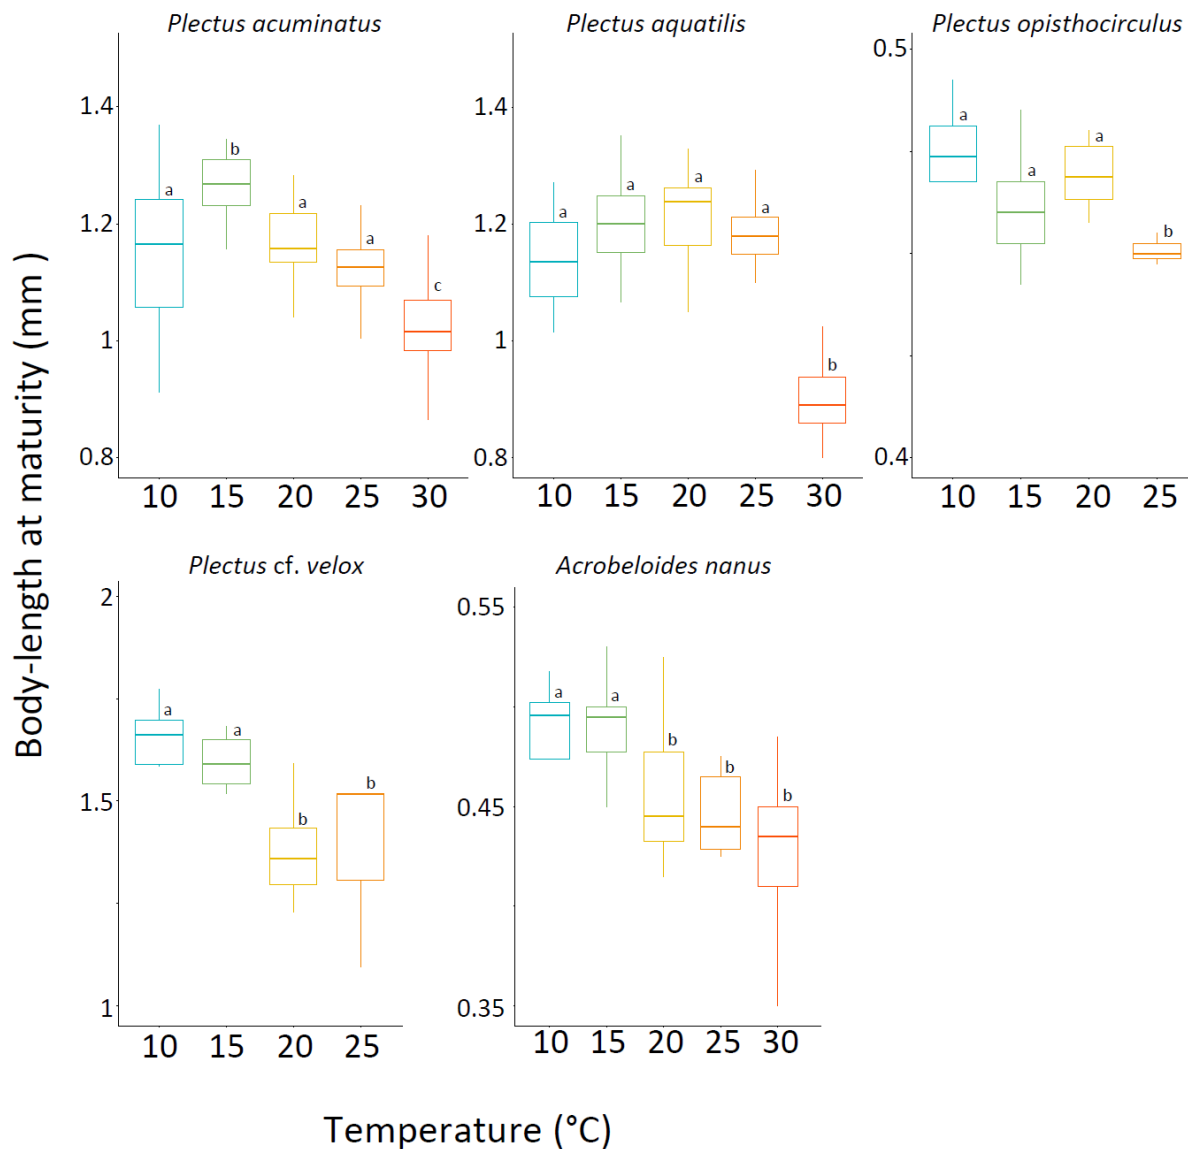 Plectus acuminatus
Plectus aquatilis
Plectus opisthocirculus
Body-length at maturity (mm )
1.4
1.2
1
0.8
a
b
a
a
c
10 15 20 25 30
1.4
1.2
1
0.8
a
a
a
a
b
10 15 20 25 30
0.5
0.4
a
a
a
b
10 15 20 25
Plectus cf. velox
Acrobeloides nanus
2
1.5
1
a
a
b
b
10 15 20 25
0.55
0.45
0.35
a
a
b
b
b
10 15 20 25 30
Temperature (°C)